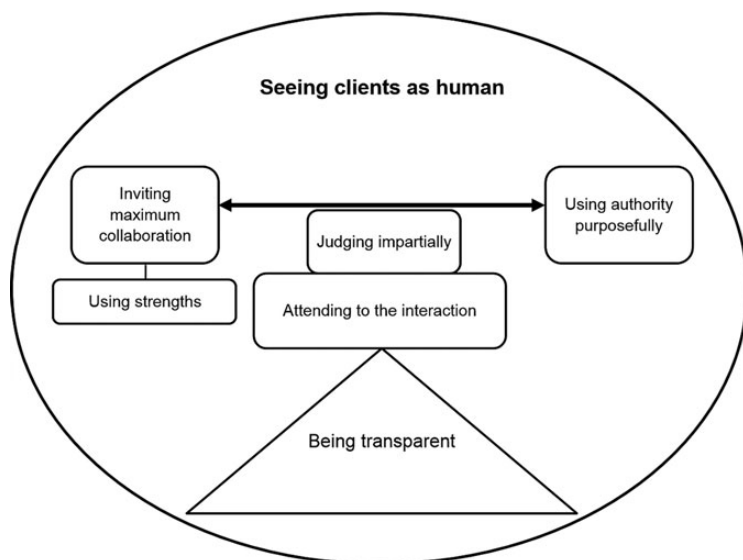 Seeing clients as human
Inviting
maximum
collaboration
Using authority
purposefully
Judging impartially
Using strengths
Attending to the interaction
Being transparent